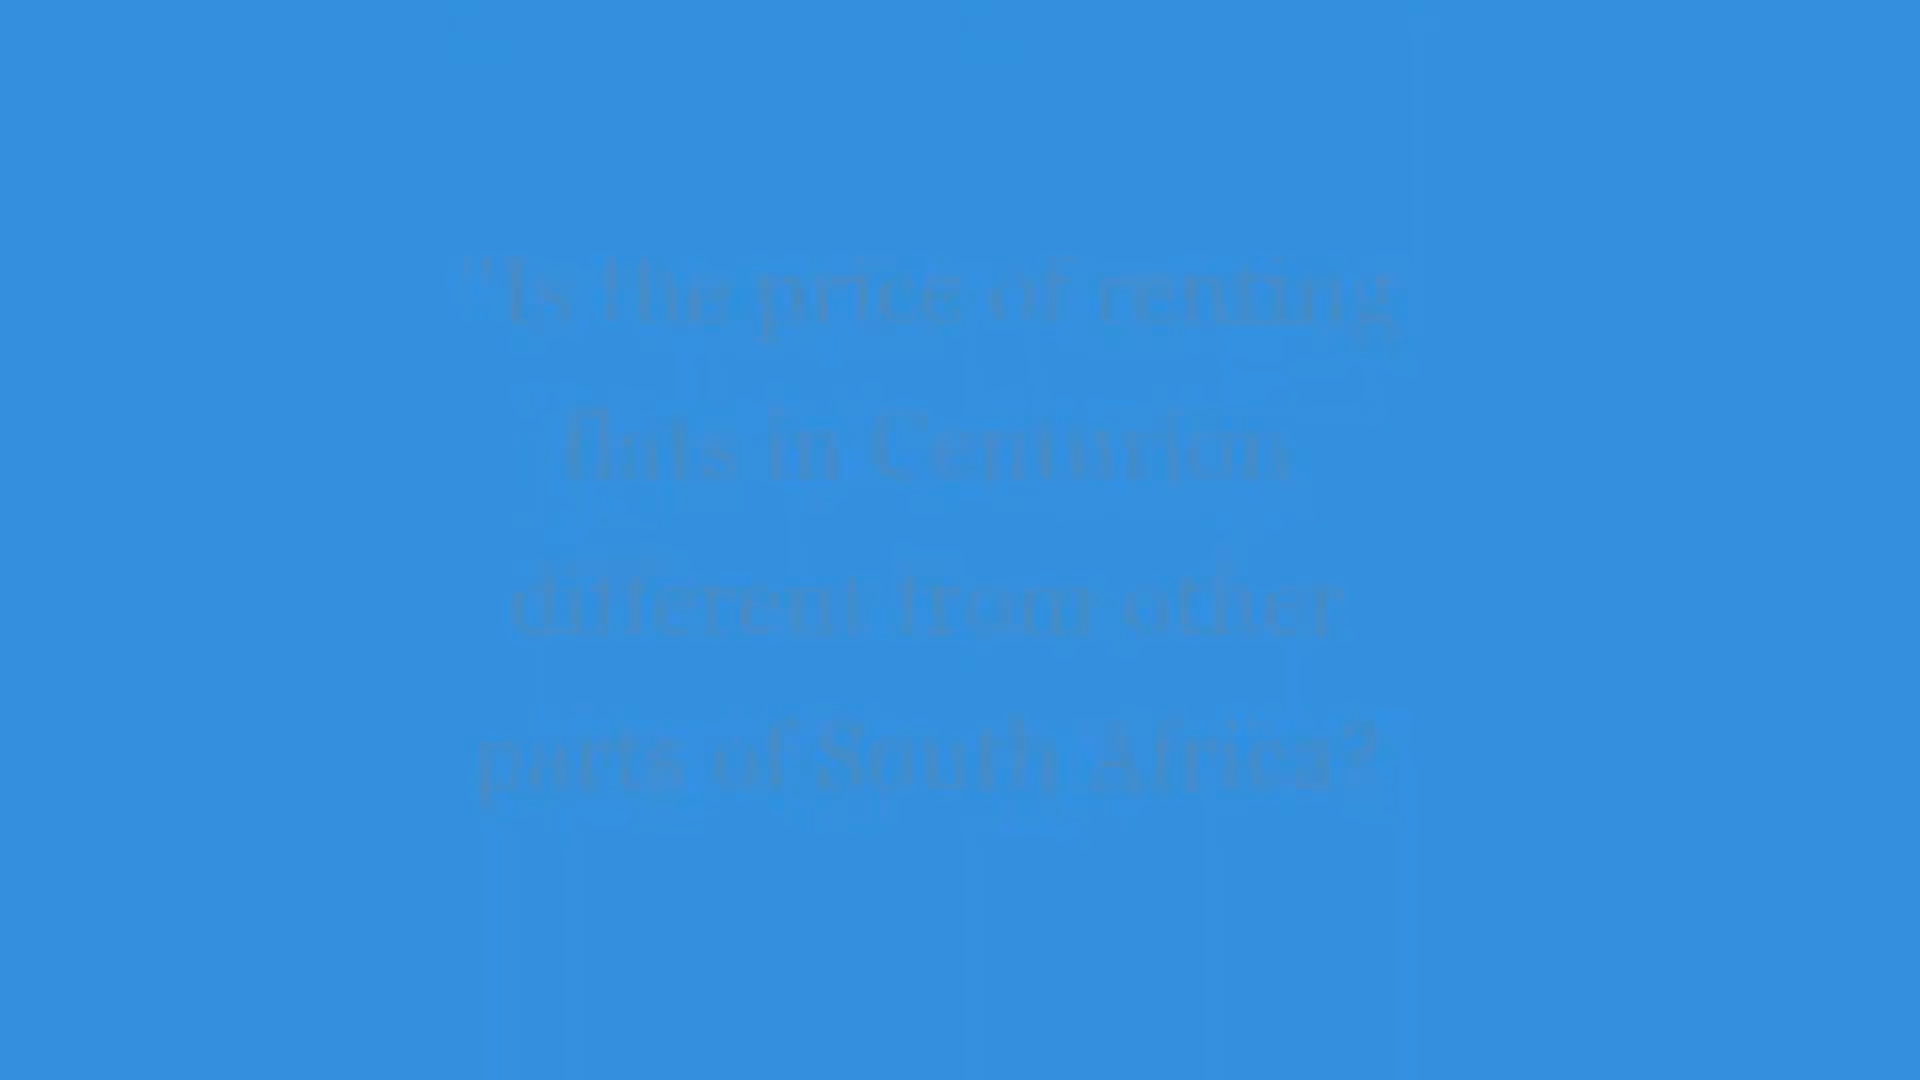 "Is the price of renting
flats in Centurion
different from other
parts of South Africa?